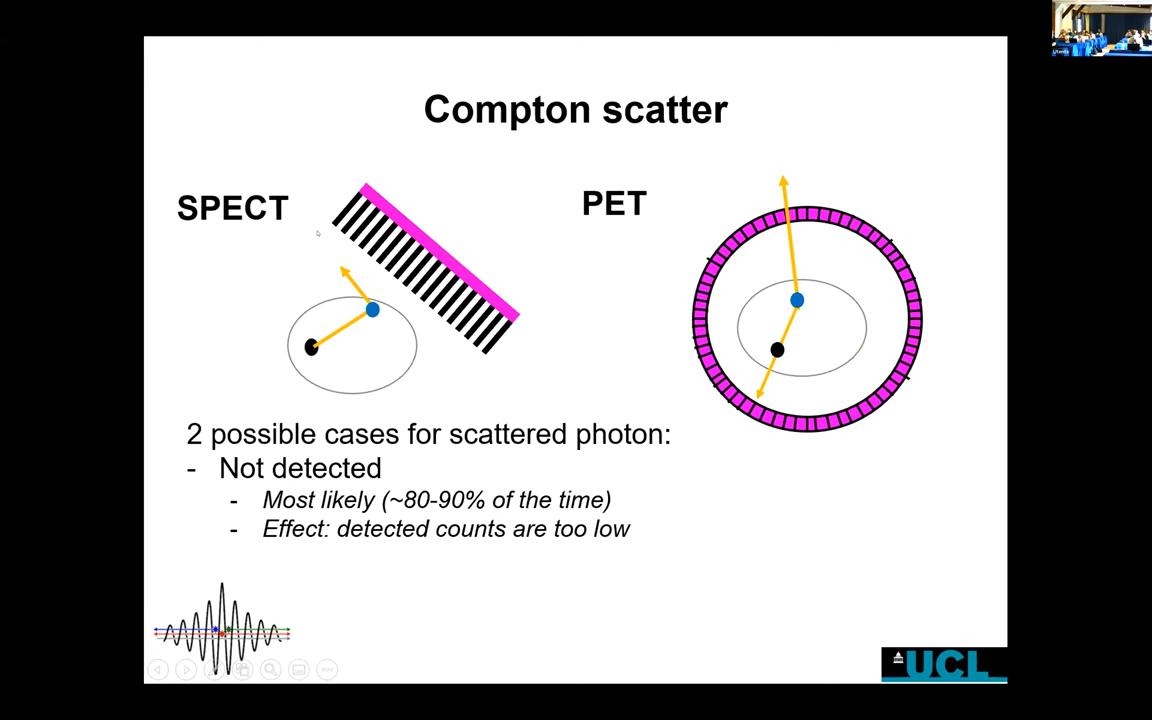 Compton scatter
SPECT
PET
2 possible cases for scattered photon:
- Not detected
- Most likely (~80-90% of the time)
- Effect: detected counts are too low
UCL